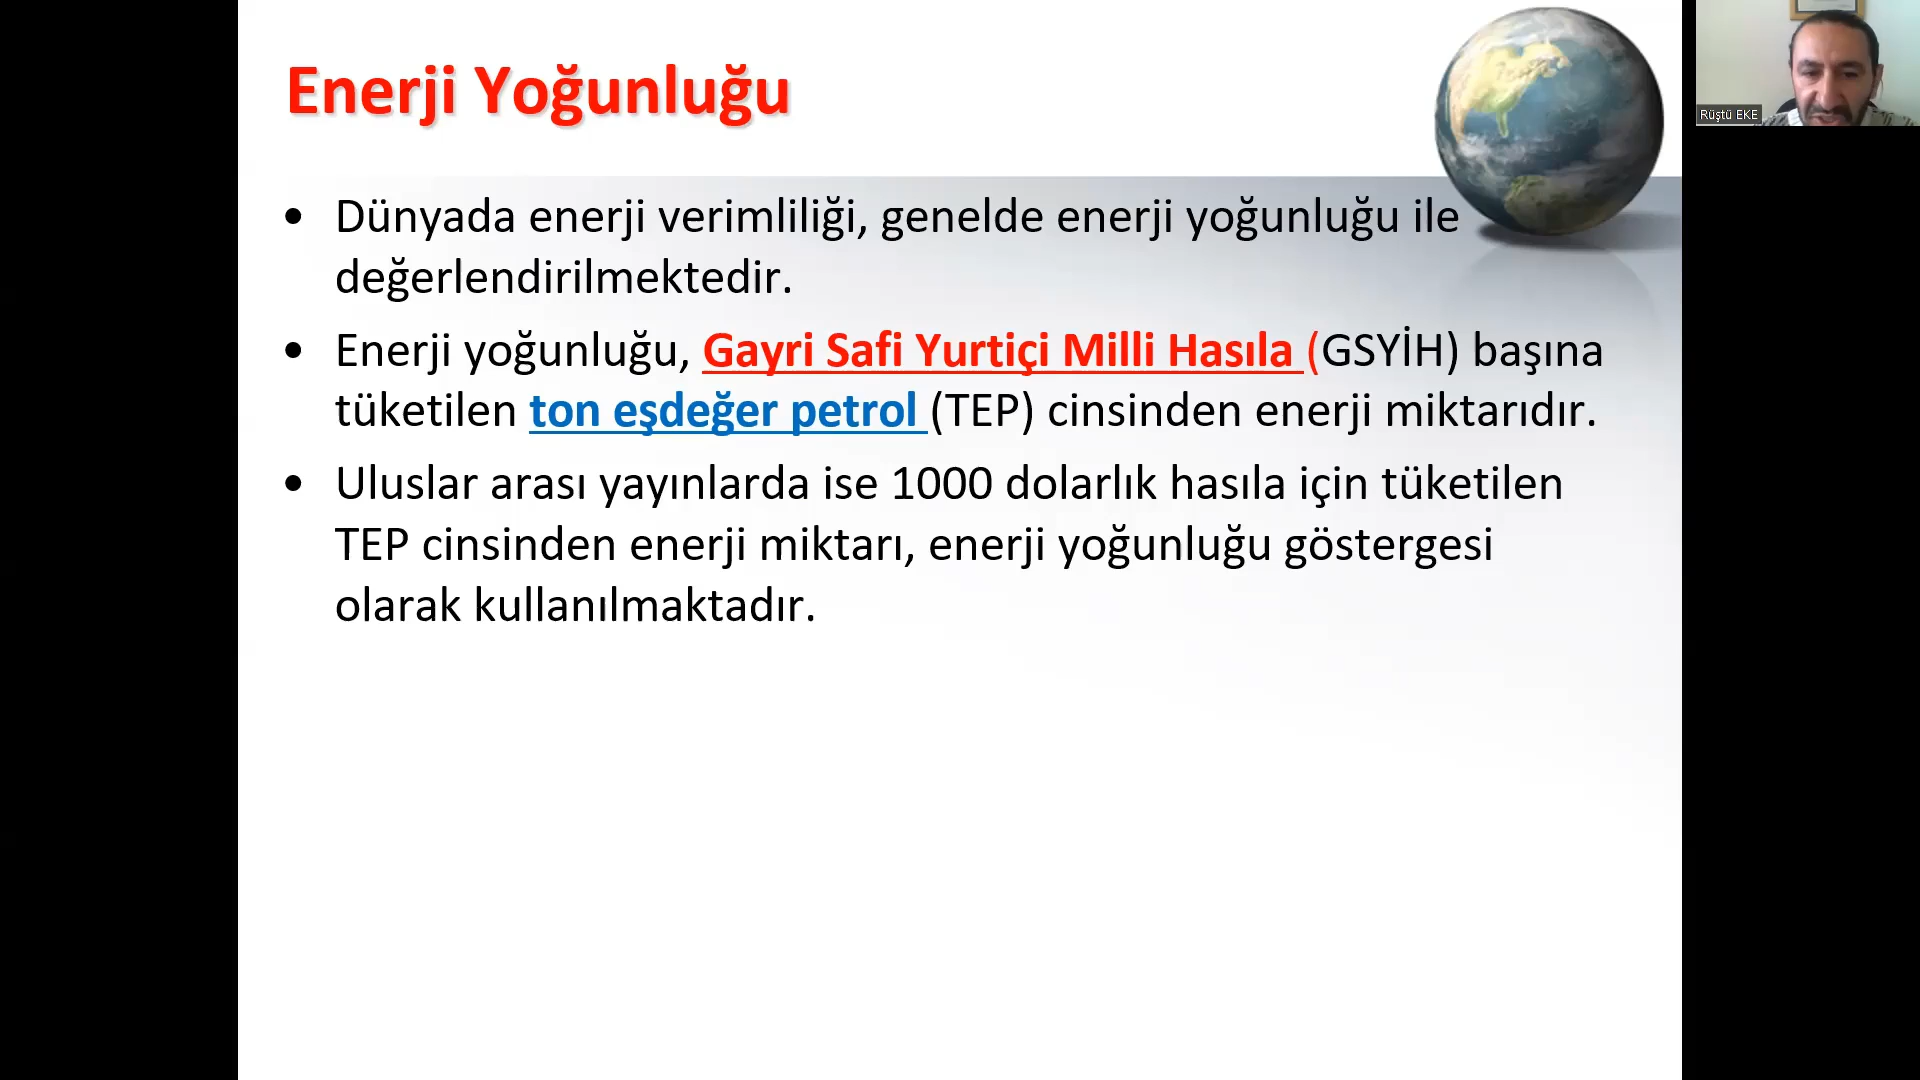 Enerji Yoğunluğu
• Dünyada enerji verimliliği, genelde enerji yoğunluğu ile
değerlendirilmektedir.
• Enerji yoğunluğu, Gayri Safi Yurtiçi Milli Hasıla (GSYİH) başına
tüketilen ton eşdeğer petrol (TEP) cinsinden enerji miktarıdır.
• Uluslar arası yayınlarda ise 1000 dolarlık hasıla için tüketilen
TEP cinsinden enerji miktarı, enerji yoğunluğu göstergesi
olarak kullanılmaktadır.
Rüştü EKE